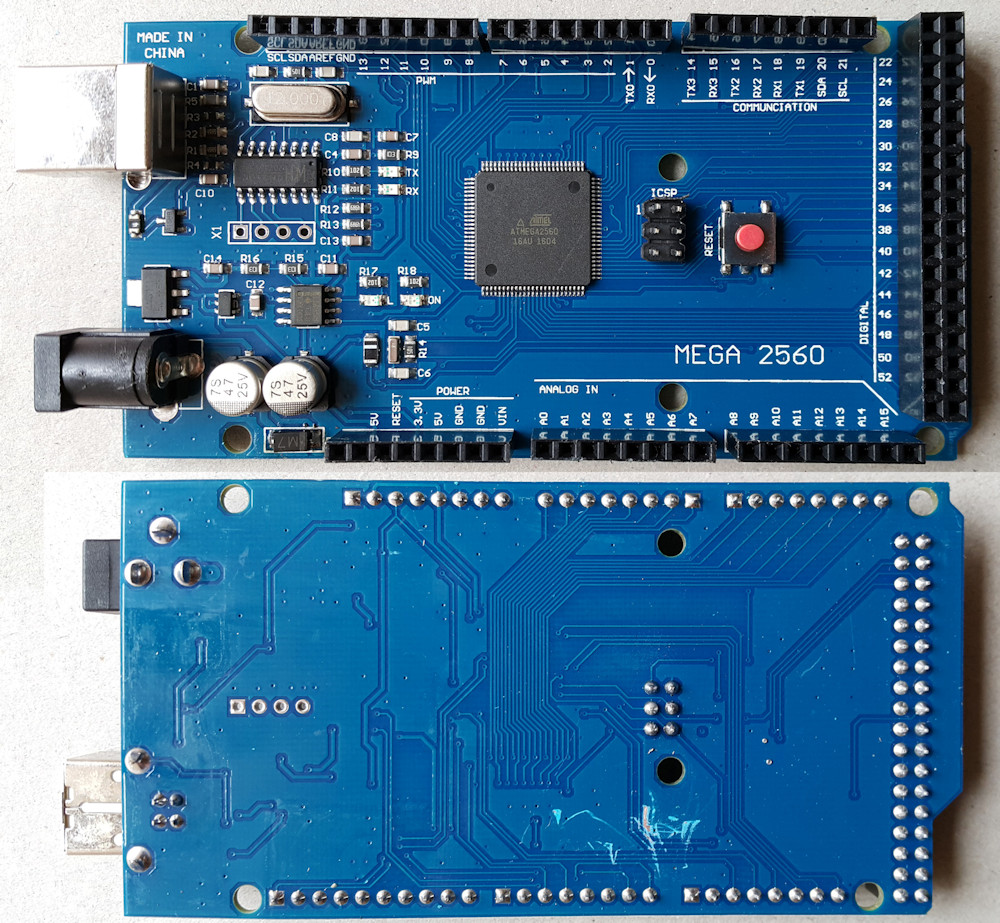 MADE IN
CHINA
SCL SDA AREF GND
13 12 11 10 9 8
7 6 5 4 3 2 1 0
PWM
TX0→
RX0←
TX3 14
RX3 15
TX2 16
RX2 17
TX1 18
RX1 19
SDA 20
SCL 21
COMMUNCIATION
22
24
26
28
30
32
34
36
38
40
42
44
46
48
50
52
DIGITAL
R5
R3
R2
R1
R4
C10
C8
C7
C4
R9
R10
TX
R11
RX
R12
R13
C13
X1
C14
R16
R15
C11
C12
R17
R18
ON
C5
R14
C6
ATMEL
ATMEGA2560
16AU 1604
ICSP
1
RESET
MEGA 2560
7S
47
25V
7S
47
25V
M7
POWER
5V
RESET
3.3V
5V
GND
GND
VIN
ANALOG IN
A0
A1
A2
A3
A4
A5
A6
A7
A8
A9
A10
A11
A12
A13
A14
A15